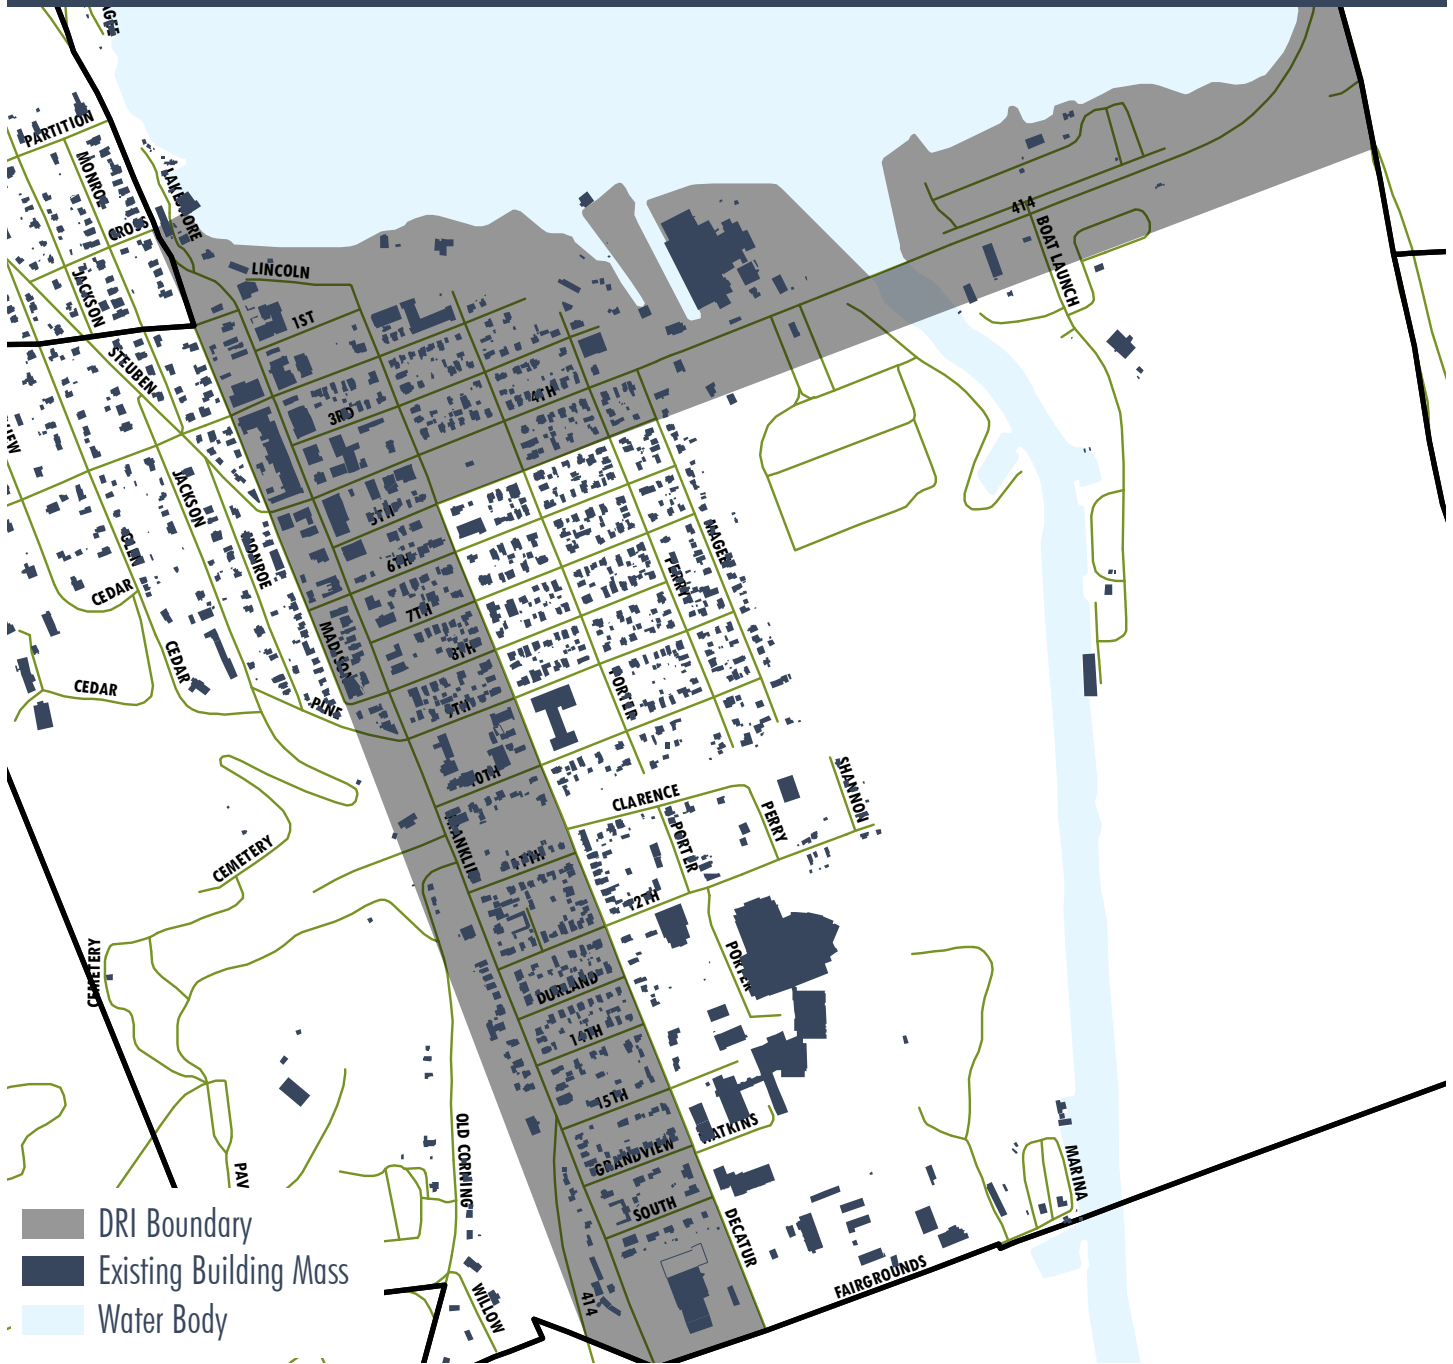 PARTITION
MONROE
LAKESHORE
CROSS
JACKSON
LINCOLN
1ST
STEUBEN
3RD
4TH
414
BOAT LAUNCH
JACKSON
5TH
MONROE
GLEN
6TH
MAGEE
PERRY
CEDAR
7TH
MADISON
8TH
CEDAR
CEDAR
PINE
9TH
PORTER
10TH
CLARENCE
SHANNON
PERRY
PORTER
CEMETERY
FRANKLIN
11TH
12TH
CEMETERY
PORTER
DURLAND
14TH
15TH
OLD CORNING
WATKINS
GRANDVIEW
MARINA
PAV
SOUTH
DECATUR
FAIRGROUNDS
414
WILLOW
DRI Boundary
Existing Building Mass
Water Body